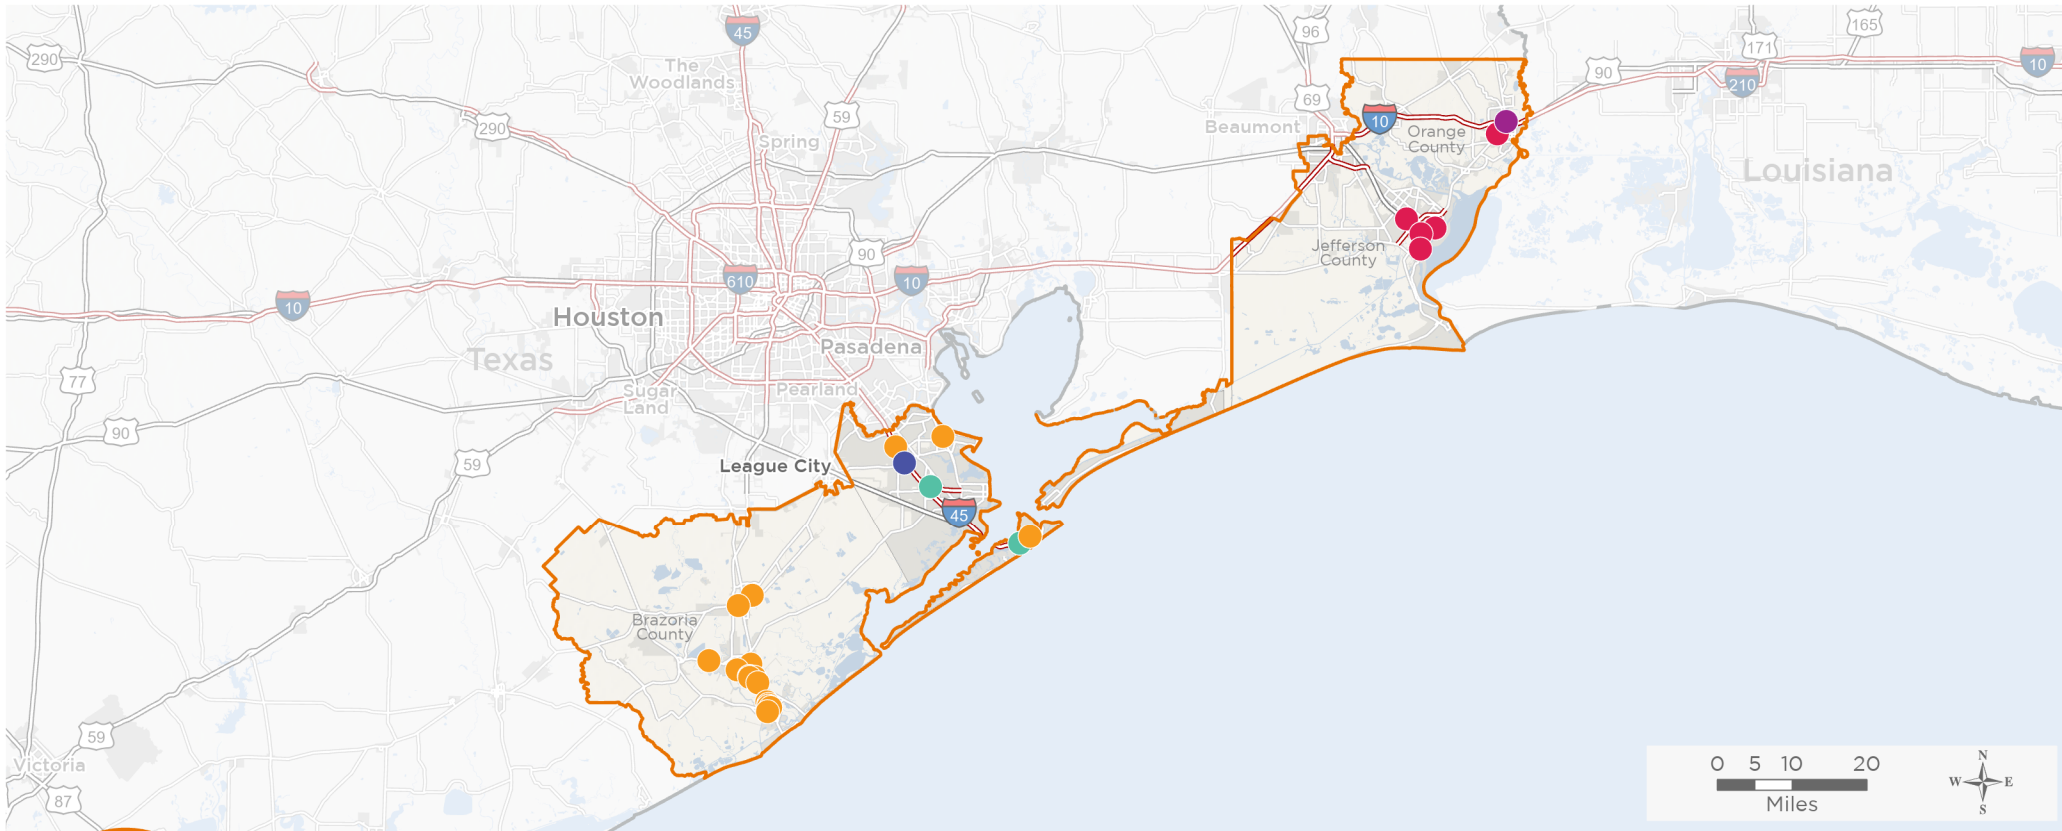 290
45
96
165
171
10
The
Woodlands
90
210
59
69
10
290
Beaumont
Orange
County
Spring
Louisiana
90
Jefferson
County
610
10
10
Houston
Texas
Pasadena
77
Sugar
Land
Pearland
90
59
League City
45
Brazoria
County
59
Victoria
87
0 5 10 20
Miles
N
W E
S